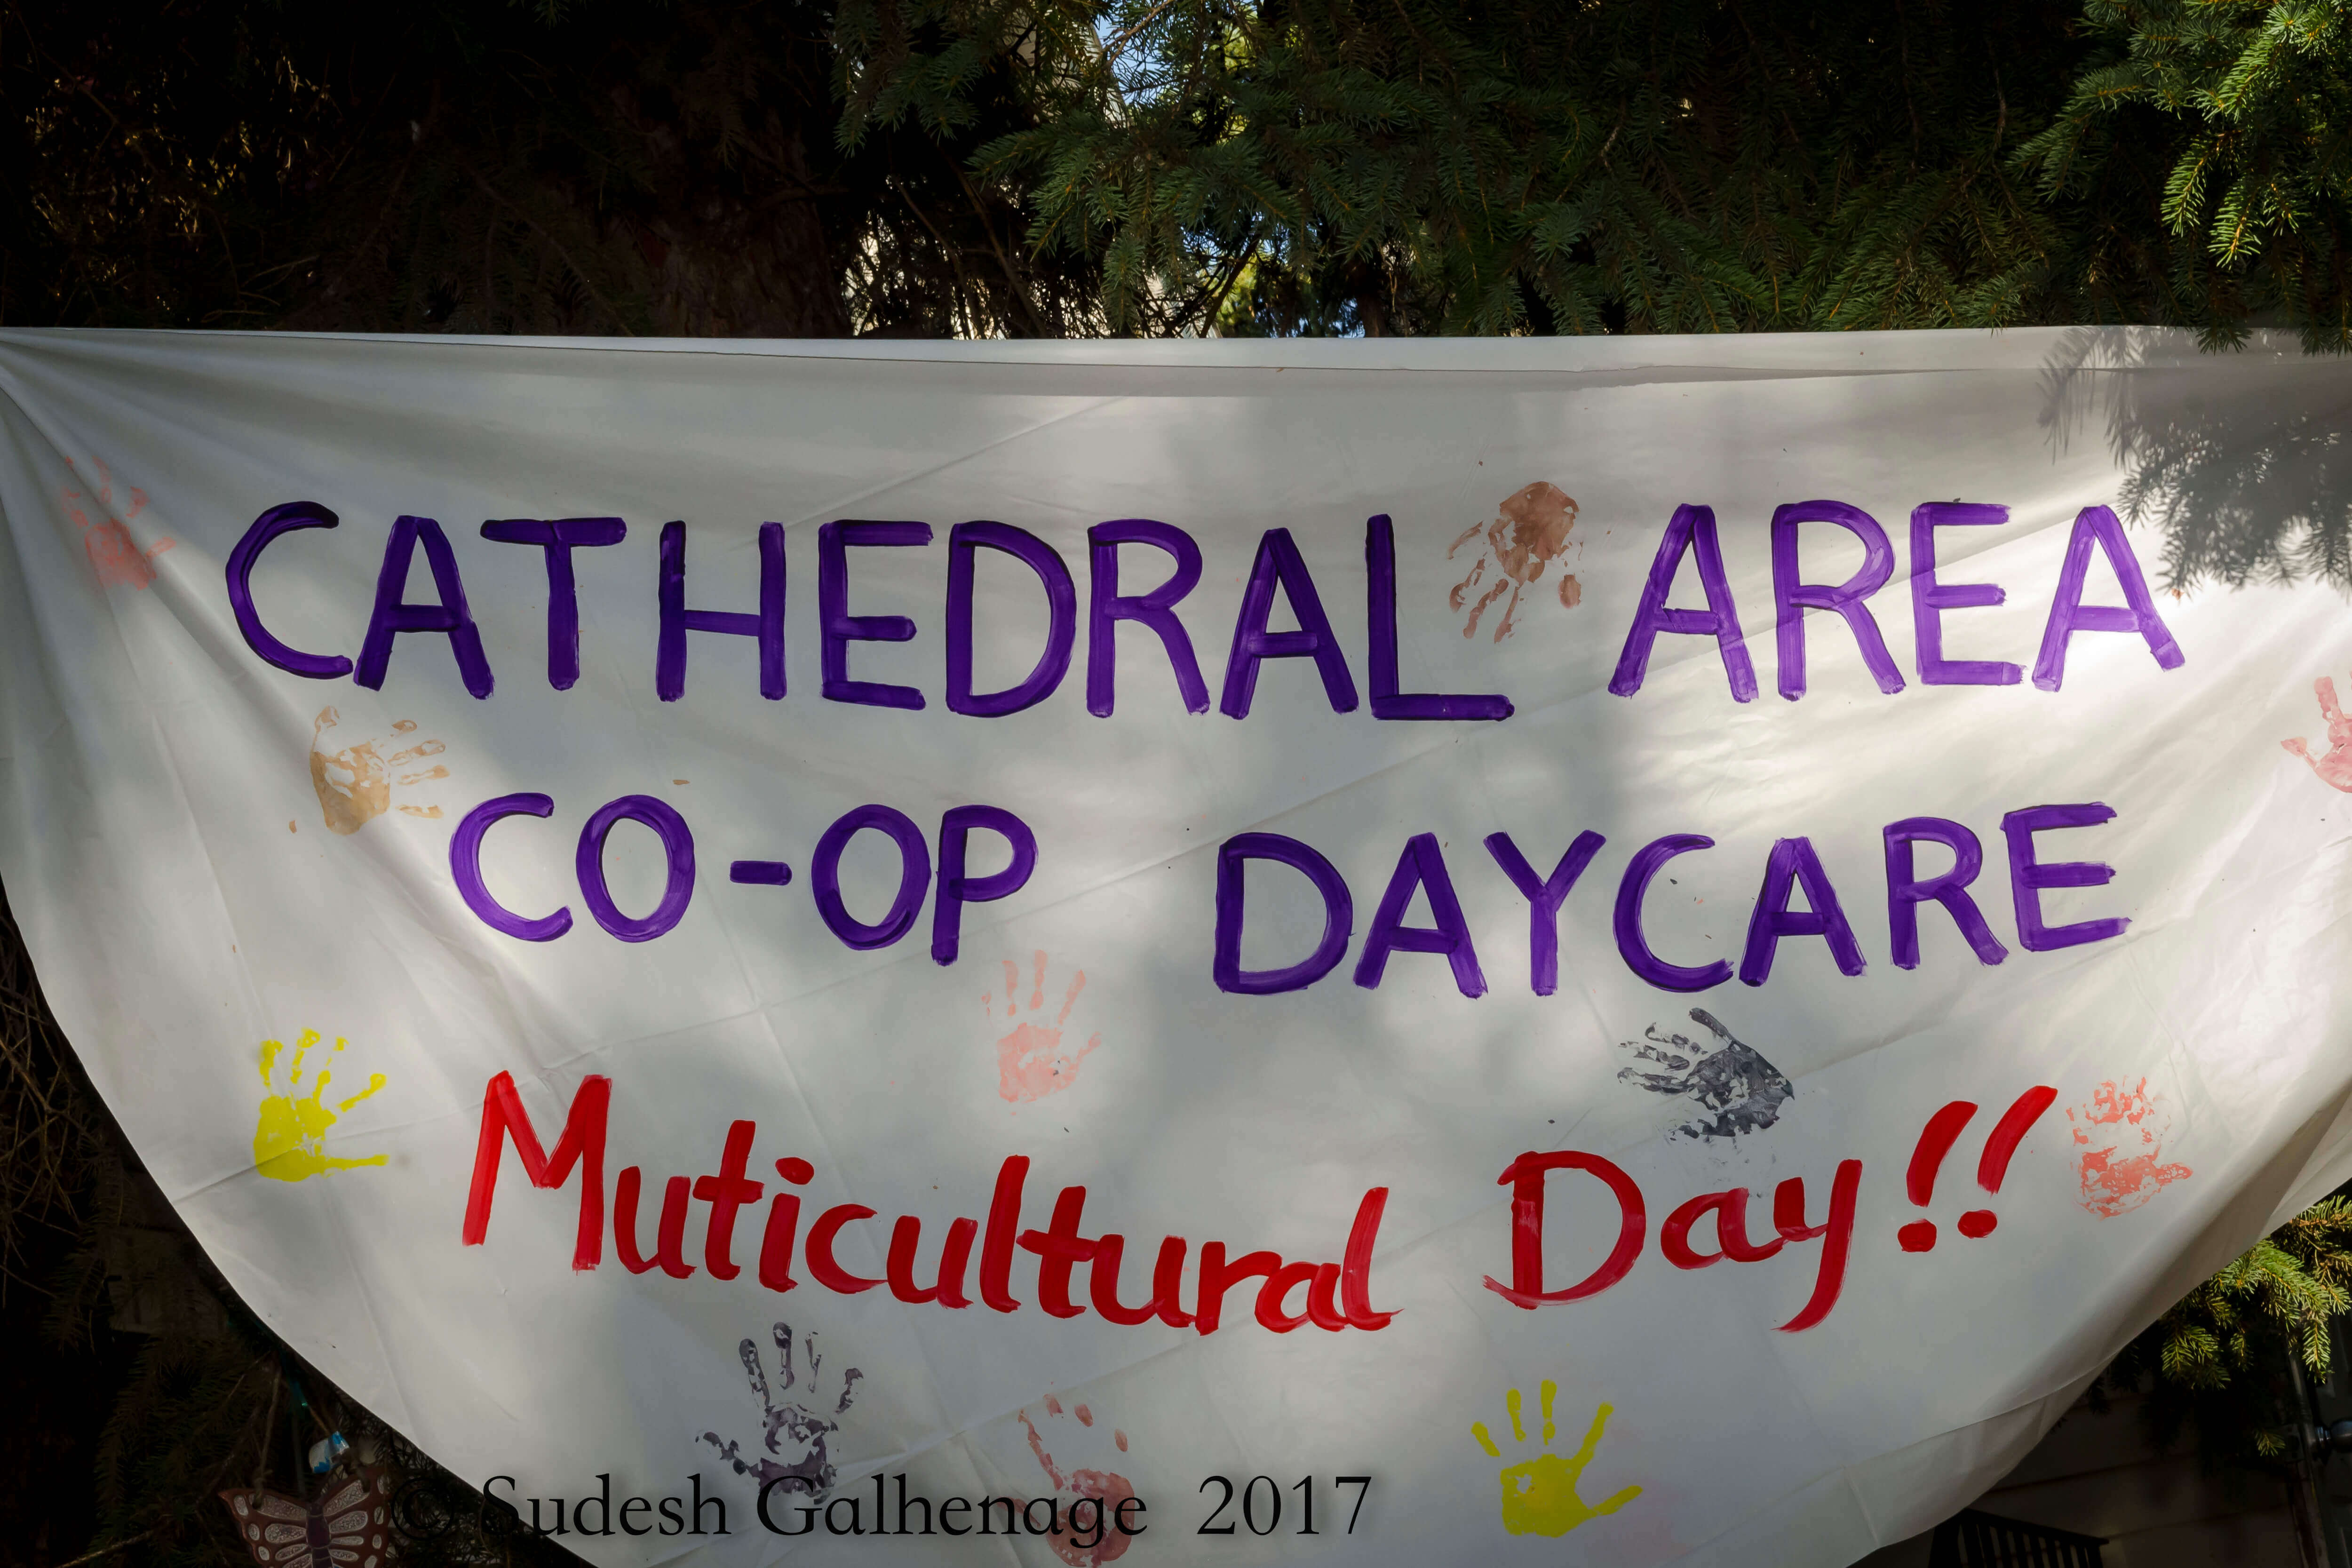 CATHEDRAL AREA
CO-OP DAYCARE
Muticultural Day!!
© Sudesh Galhenage 2017